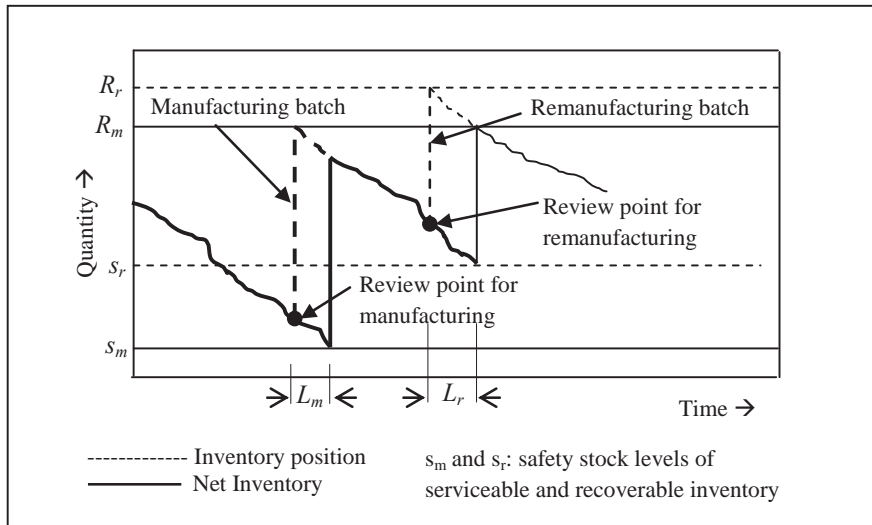 R_r
Manufacturing batch
Remanufacturing batch
R_m
Quantity →
Review point for
remanufacturing
s_r
Review point for
manufacturing
s_m
L_m
L_r
Time →
Inventory position
Net Inventory
s_m and s_r: safety stock levels of
serviceable and recoverable inventory